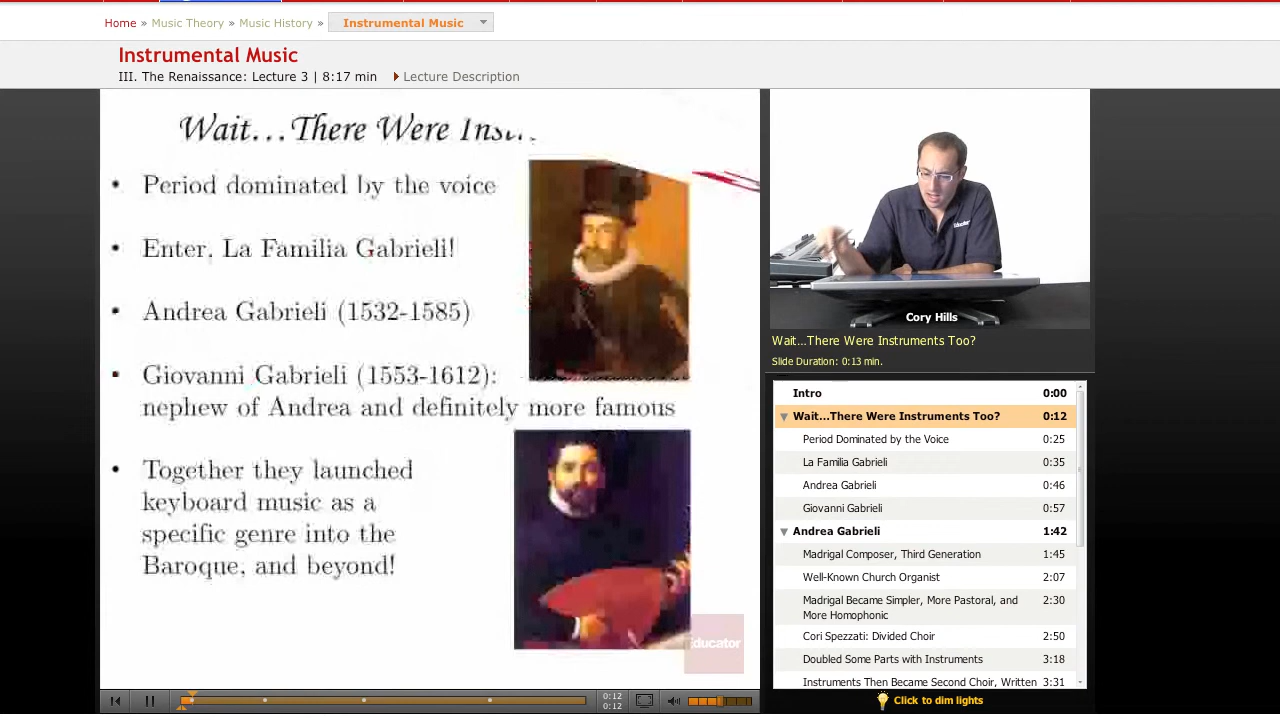 Home » Music Theory » Music History » Instrumental Music
Instrumental Music
III. The Renaissance: Lecture 3 | 8:17 min Lecture Description
Wait...There Were
• Period dominated by the voice
• Enter, La Familia Gabrieli!
• Andrea Gabrieli (1532-1585)
• Giovanni Gabrieli (1553-1612):
nephew of Andrea and definitely more famous
• Together they launched
keyboard music as a
specific genre into the
Baroque, and beyond!
Educator
0:12
0:12
Educator
Cory Hills
Wait...There Were Instruments Too?
Slide Duration: 0:13 min.
Intro 0:00
Wait...There Were Instruments Too? 0:12
Period Dominated by the Voice 0:25
La Familia Gabrieli 0:35
Andrea Gabrieli 0:46
Giovanni Gabrieli 0:57
Andrea Gabrieli 1:42
Madrigal Composer, Third Generation 1:45
Well-Known Church Organist 2:07
Madrigal Became Simpler, More Pastoral, and 2:30
More Homophonic
Cori Spezzati: Divided Choir 2:50
Doubled Some Parts with Instruments 3:18
Instruments Then Became Second Choir, Written 3:31
Click to dim lights